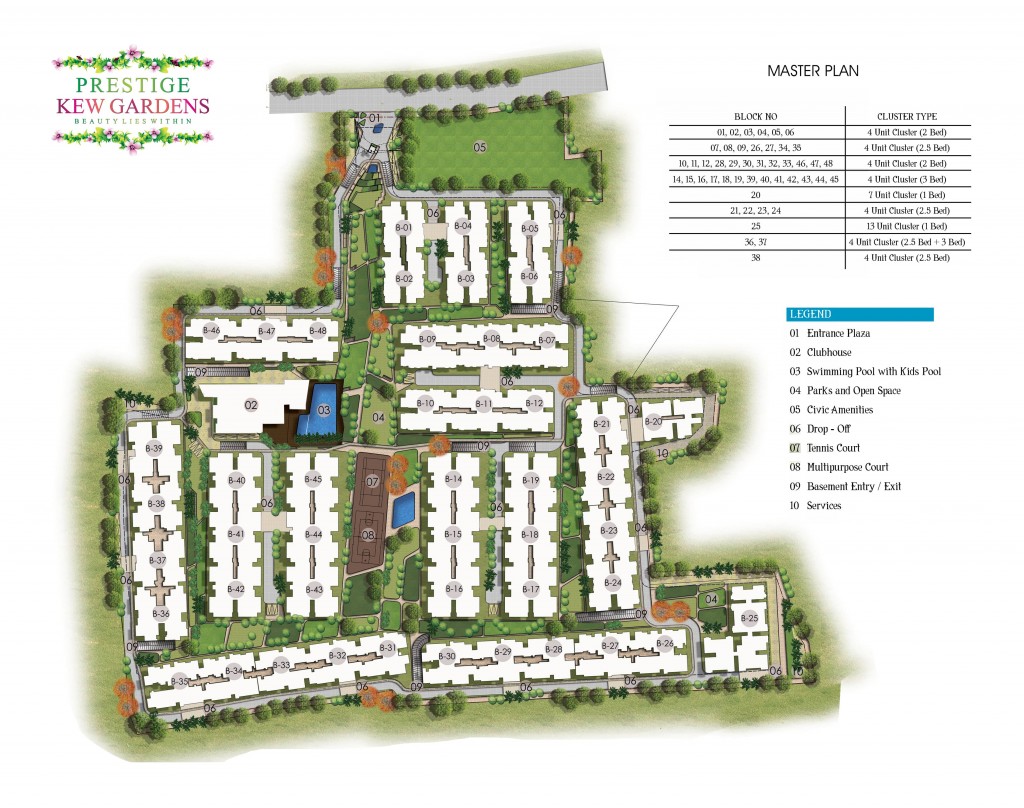 PRESTIGE
KEW GARDENS
BEAUTY LIES WITHIN
MASTER PLAN
BLOCK NO CLUSTER TYPE
01, 02, 03, 04, 05, 06 4 Unit Cluster (2 Bed)
07, 08, 09, 26, 27, 34, 35 4 Unit Cluster (2.5 Bed)
10, 11, 12, 28, 29, 30, 31, 32, 33, 46, 47, 48 4 Unit Cluster (2 Bed)
14, 15, 16, 17, 18, 19, 39, 40, 41, 42, 43, 44, 45 4 Unit Cluster (3 Bed)
20 7 Unit Cluster (1 Bed)
21, 22, 23, 24 4 Unit Cluster (2.5 Bed)
25 13 Unit Cluster (1 Bed)
36, 37 4 Unit Cluster (2.5 Bed + 3 Bed)
38 4 Unit Cluster (2.5 Bed)
LEGEND
01 Entrance Plaza
02 Clubhouse
03 Swimming Pool with Kids Pool
04 Parks and Open Space
05 Civic Amenities
06 Drop - Off
07 Tennis Court
08 Multipurpose Court
09 Basement Entry / Exit
10 Services
01
05
06 06
B-01 B-04 B-05
B-02 B-03 B-06
06 09
B-46 B-47 B-48
B-09 B-08 B-07
09
06
10 02 03 04
B-10 B-11 B-12
06
B-21 B-20
09 09
B-39
10
B-40 B-45 07 B-14 B-19 B-22
B-38 06 06
B-41 B-44 08 B-15 B-18 B-23 06
B-37
06
B-42 B-43 B-16 B-17 B-24
06
B-36 09 04 B-25
09 09
B-35 B-34 B-33 B-32 B-31
B-30 B-29 B-28 B-27 B-26
06 06 06 06 10